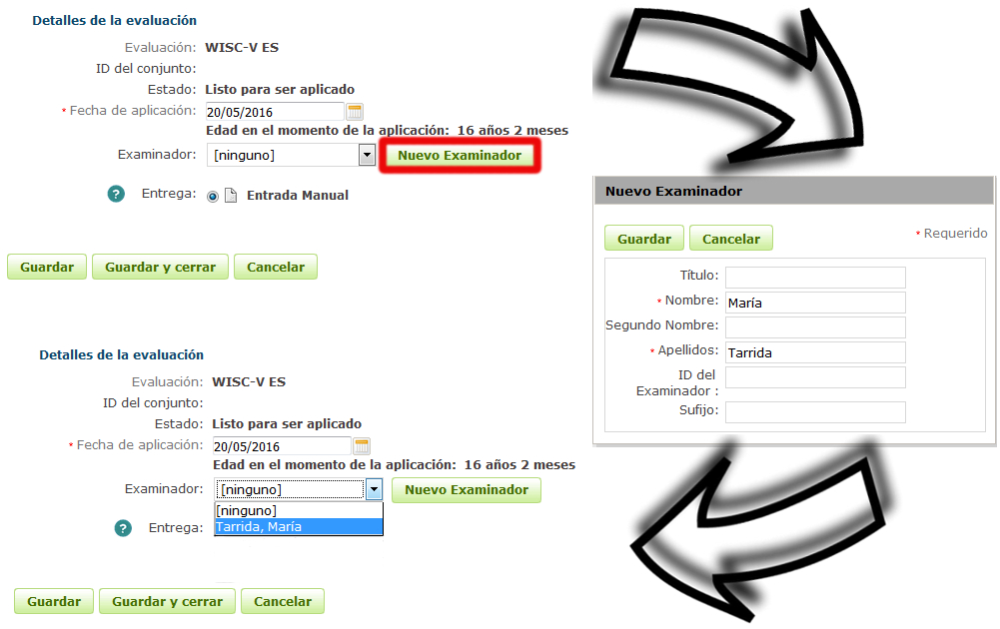 Detalles de la evaluación
Evaluación: WISC-V ES
ID del conjunto:
Estado: Listo para ser aplicado
* Fecha de aplicación: 20/05/2016
Edad en el momento de la aplicación: 16 años 2 meses
Examinador: [ninguno] Nuevo Examinador
? Entrega: Entrada Manual
Guardar Guardar y cerrar Cancelar
Nuevo Examinador
Guardar Cancelar * Requerido
Título:
* Nombre: María
Segundo Nombre:
* Apellidos: Tarrida
ID del
Examinador :
Sufijo:
Detalles de la evaluación
Evaluación: WISC-V ES
ID del conjunto:
Estado: Listo para ser aplicado
* Fecha de aplicación: 20/05/2016
Edad en el momento de la aplicación: 16 años 2 meses
Examinador: [ninguno] Nuevo Examinador
[ninguno]
? Entrega: Tarrida, María
Guardar Guardar y cerrar Cancelar